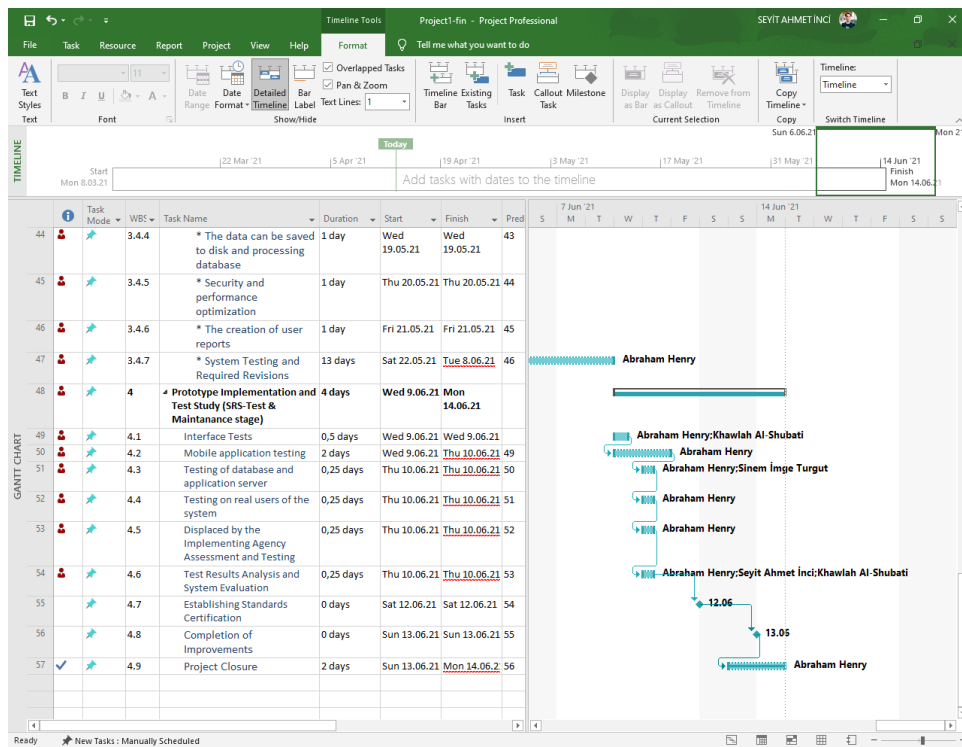 Timeline Tools
Project1-fin - Project Professional
SEYİT AHMET İNCİ
File Task Resource Report Project View Help Format Tell me what you want to do
Text Styles
11
B I U A
Date Range
Date Format
Detailed Timeline
Bar Label
Overlapped Tasks
Pan & Zoom
Text Lines: 1
Timeline Bar
Existing Tasks
Task
Callout Task
Milestone
Display as Bar
Display as Callout
Remove from Timeline
Copy Timeline
Timeline:
Timeline
Text Font Show/Hide Insert Current Selection Copy Switch Timeline
TIMELINE
Sun 6.06.21
Mon 2
Today
22 Mar '21 5 Apr '21 19 Apr '21 3 May '21 17 May '21 31 May '21 14 Jun '21
Start
Mon 8.03.21
Add tasks with dates to the timeline
Finish
Mon 14.06.21
GANTT CHART
Task Mode WBS Task Name Duration Start Finish Pred
7 Jun '21 14 Jun '21
S M T W T F S S M T W T F S S
44 3.4.4 * The data can be saved 1 day Wed Wed 43
to disk and processing 19.05.21 19.05.21
database
45 3.4.5 * Security and 1 day Thu 20.05.21 Thu 20.05.21 44
performance
optimization
46 3.4.6 * The creation of user 1 day Fri 21.05.21 Fri 21.05.21 45
reports
47 3.4.7 * System Testing and 13 days Sat 22.05.21 Tue 8.06.21 46 Abraham Henry
Required Revisions
48 4 Prototype Implementation and 4 days Wed 9.06.21 Mon
Test Study (SRS-Test & 14.06.21
Maintanance stage)
49 4.1 Interface Tests 0,5 days Wed 9.06.21 Wed 9.06.21 Abraham Henry;Khawlah Al-Shubati
50 4.2 Mobile application testing 2 days Wed 9.06.21 Thu 10.06.21 49 Abraham Henry
51 4.3 Testing of database and 0,25 days Thu 10.06.21 Thu 10.06.21 50 Abraham Henry;Sinem İmge Turgut
application server
52 4.4 Testing on real users of the 0,25 days Thu 10.06.21 Thu 10.06.21 51 Abraham Henry
system
53 4.5 Displaced by the 0,25 days Thu 10.06.21 Thu 10.06.21 52 Abraham Henry
Implementing Agency
Assessment and Testing
54 4.6 Test Results Analysis and 0,25 days Thu 10.06.21 Thu 10.06.21 53 Abraham Henry;Seyit Ahmet İnci;Khawlah Al-Shubati
System Evaluation
55 4.7 Establishing Standards 0 days Sat 12.06.21 Sat 12.06.21 54 12.06
Certification
56 4.8 Completion of 0 days Sun 13.06.21 Sun 13.06.21 55 13.06
Improvements
57 4.9 Project Closure 2 days Sun 13.06.21 Mon 14.06.2 56 Abraham Henry
Ready New Tasks : Manually Scheduled